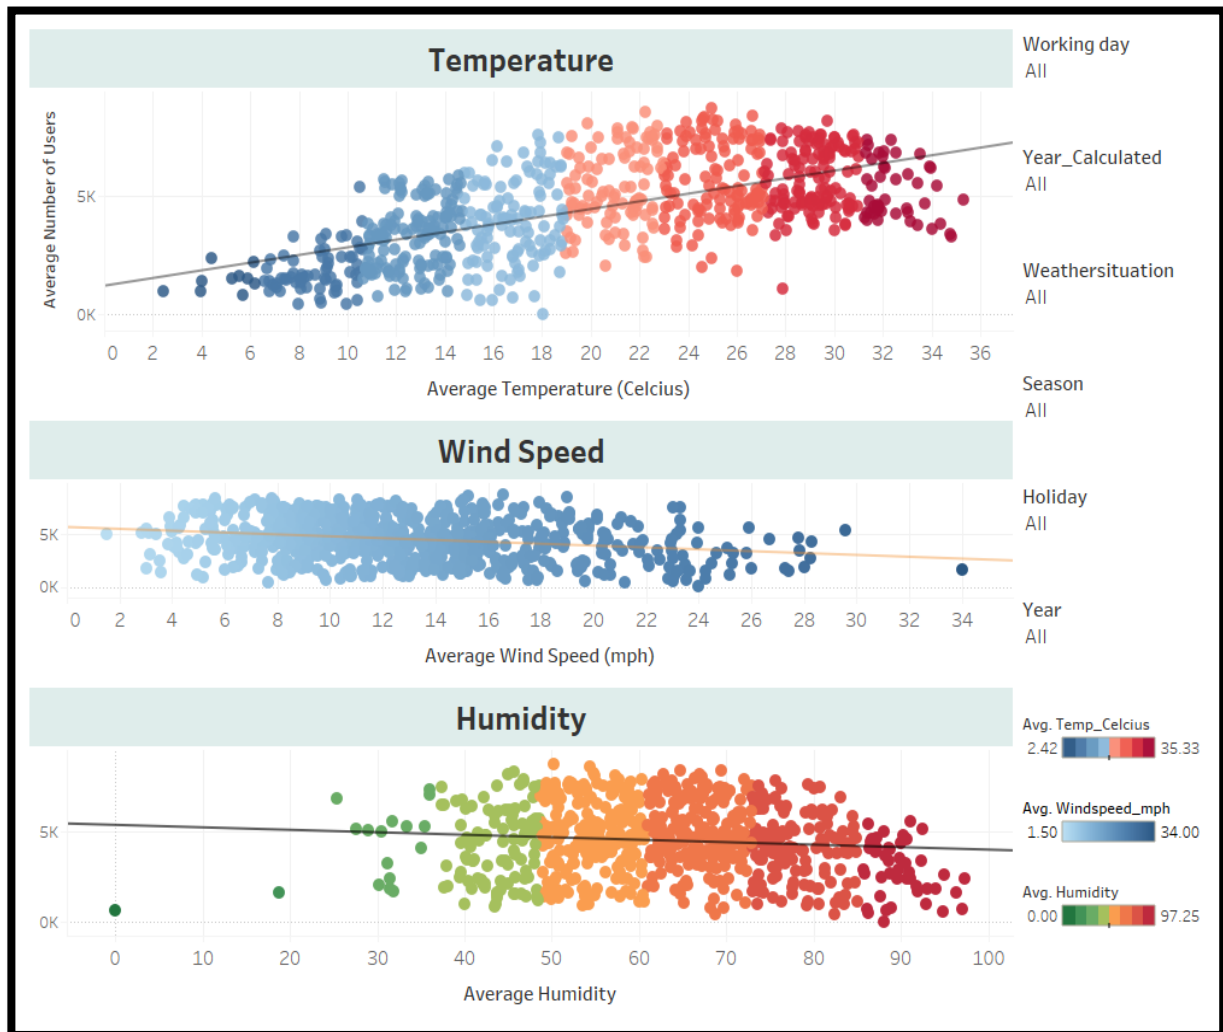 Temperature
Average Number of Users
5K
0K
0 2 4 6 8 10 12 14 16 18 20 22 24 26 28 30 32 34 36
Average Temperature (Celcius)
Wind Speed
5K
0K
0 2 4 6 8 10 12 14 16 18 20 22 24 26 28 30 32 34
Average Wind Speed (mph)
Humidity
5K
0K
0 10 20 30 40 50 60 70 80 90 100
Average Humidity
Working day
All
Year_Calculated
All
Weathersituation
All
Season
All
Holiday
All
Year
All
Avg. Temp_Celcius
2.42 35.33
Avg. Windspeed_mph
1.50 34.00
Avg. Humidity
0.00 97.25